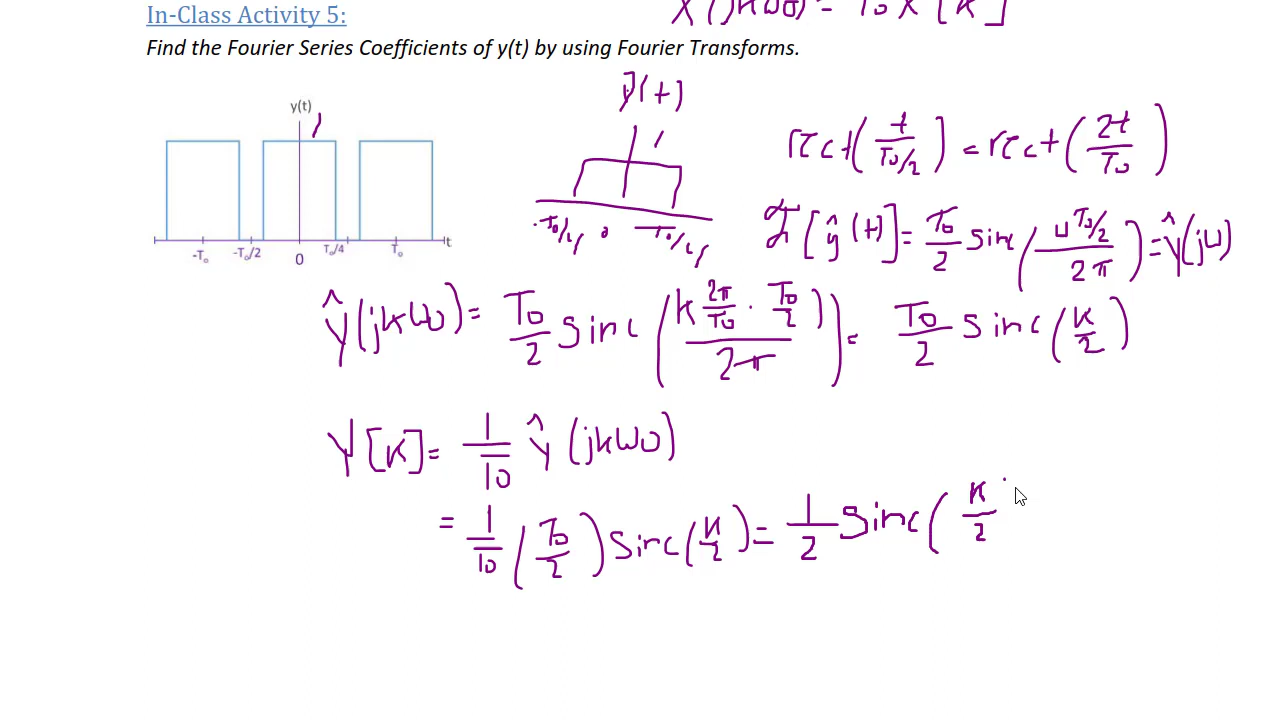 X(jkω0) = T0 X[K]
In-Class Activity 5:
Find the Fourier Series Coefficients of y(t) by using Fourier Transforms.
y(t)
1
-T₀ -T₀/2 0 T₀/4 T₀ t
ŷ(t)
1
-T0/4 0 T0/4
rect(t/(T0/2)) = rect(2t/T0)
ℱ[ŷ(t)] = T0/2 sinc(ω T0/2 / 2π) = Ŷ(jω)
Ŷ(jkω0) = T0/2 sinc(k 2π/T0 · T0/2 / 2π) = T0/2 sinc(k/2)
Y[K] = 1/T0 Ŷ(jkω0)
= 1/T0 (T0/2) sinc(k/2) = 1/2 sinc(k/2